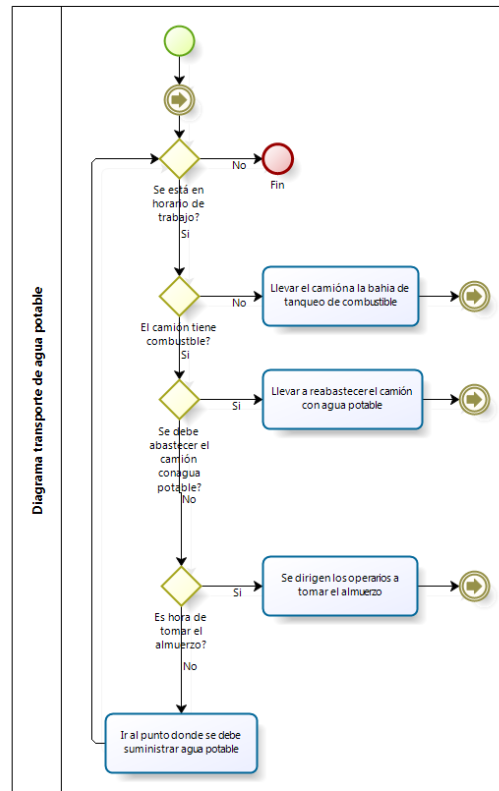 Diagrama transporte de agua potable
No
Fin
Se está en
horario de
trabajo?
Si
Llevar el camión a la bahia de
tanqueo de combustible
No
El camión tiene
combustble?
Si
Llevar a reabastecer el camión
con agua potable
Si
Se debe
abastecer el
camión
conagua
potable?
No
Se dirigen los operarios a
tomar el almuerzo
Si
Es hora de
tomar el
almuerzo?
No
Ir al punto donde se debe
suministrar agua potable